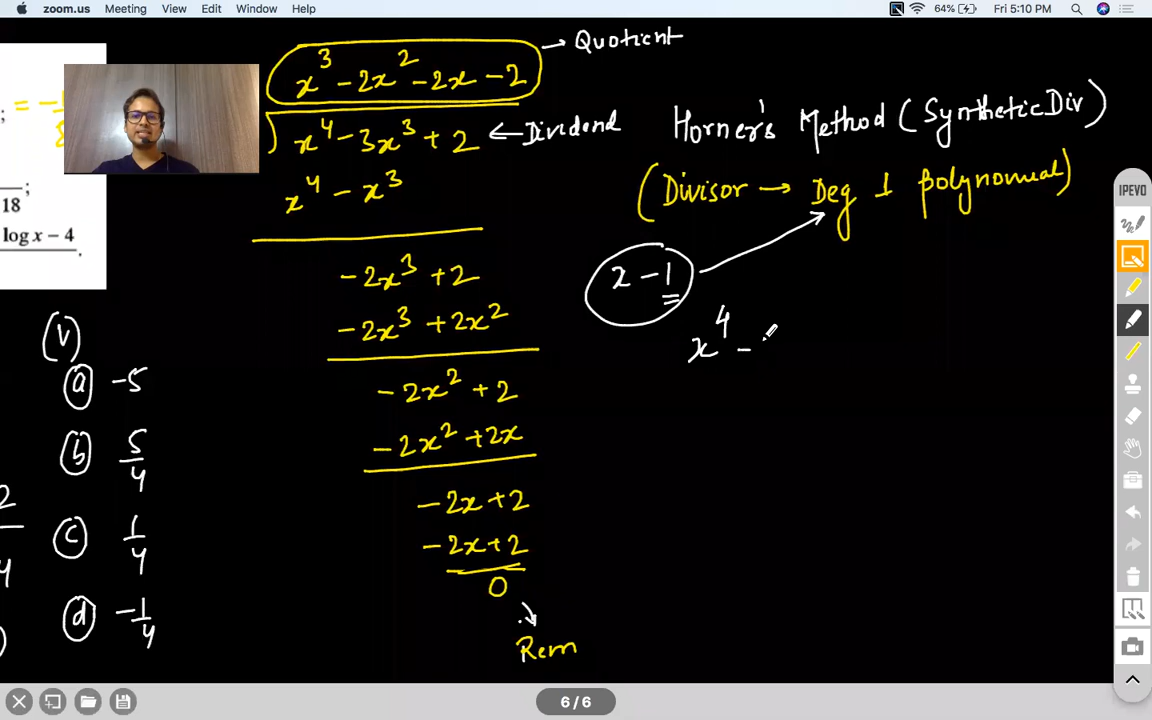 zoom.us Meeting View Edit Window Help
64% Fri 5:10 PM
; = -
18 ;
log x – 4
.
(V)
(a) -5
(b) 5/4
(c) 1/4
(d) -1/4
x³ - 2x² - 2x - 2 → Quotient
) x⁴ - 3x³ + 2 ← Dividend
x⁴ - x³
-2x³ + 2
-2x³ + 2x²
-2x² + 2
-2x² + 2x
-2x + 2
-2x + 2
0
Rem
Horner's Method (Synthetic Div)
(Divisor → Deg 1 polynomial)
x - 1
x⁴ -
IPEVO
6 / 6